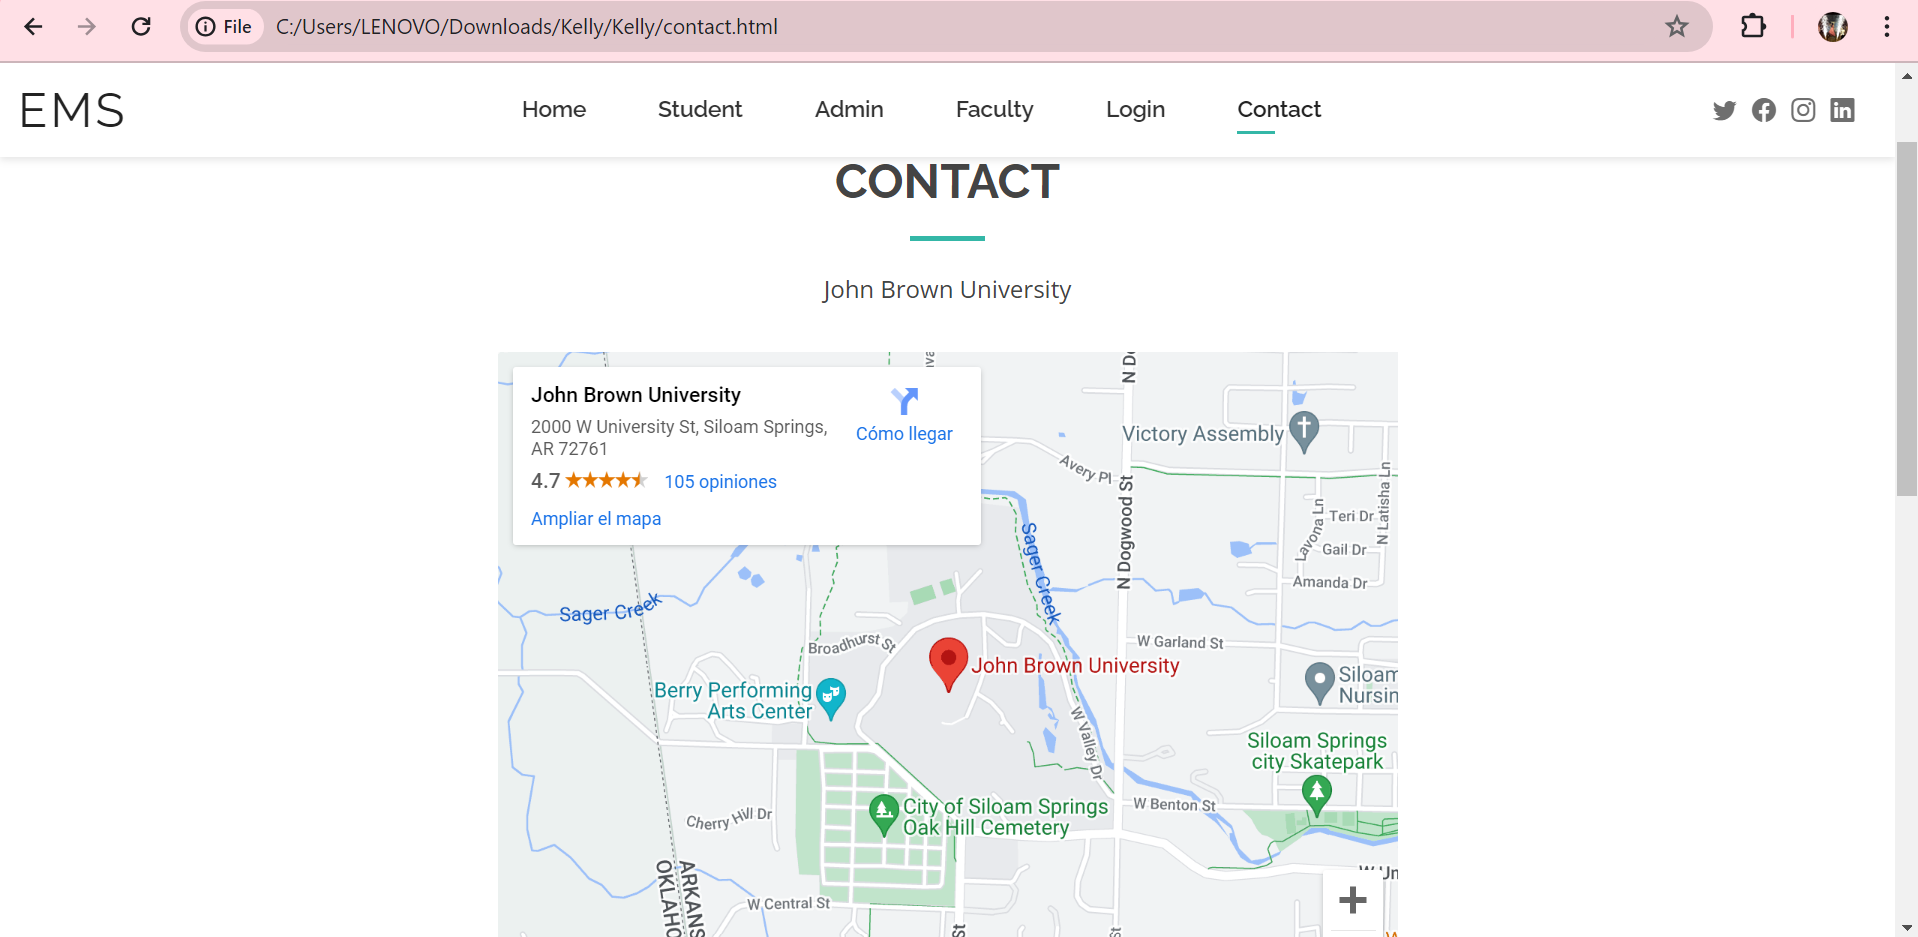 File C:/Users/LENOVO/Downloads/Kelly/Kelly/contact.html
EMS Home Student Admin Faculty Login Contact
CONTACT
John Brown University
John Brown University
2000 W University St, Siloam Springs,
AR 72761
Cómo llegar
4.7 105 opiniones
Ampliar el mapa
N Dogwood St
Victory Assembly
Avery Pl
N Latisha Ln
Lavona Ln
Teri Dr
Gail Dr
Amanda Dr
Sager Creek
Sager Creek
Broadhurst St
W Garland St
John Brown University
Berry Performing
Arts Center
Siloam
Nursin
W Valley Dr
Siloam Springs
city Skatepark
W Benton St
City of Siloam Springs
Oak Hill Cemetery
Cherry Hill Dr
W Un
ARKANS
OKLAHO
W Central St
St